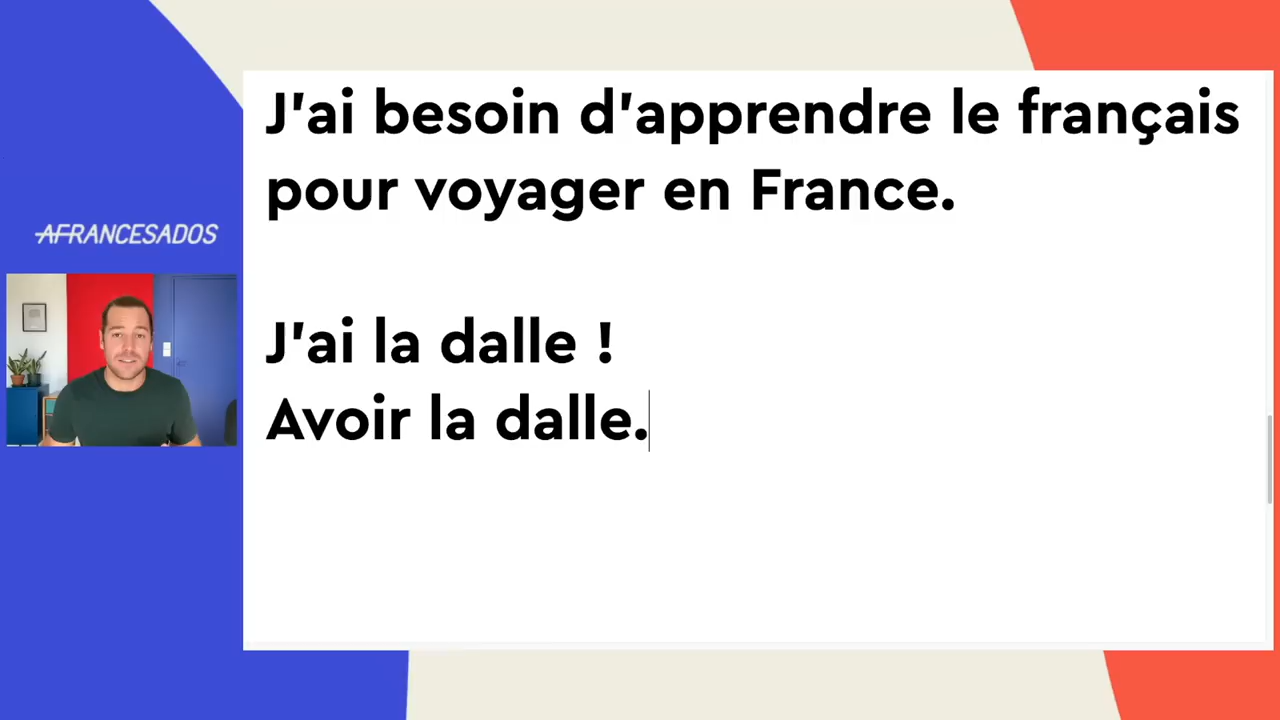 J'ai besoin d'apprendre le français
pour voyager en France.
AFRANCESADOS
J'ai la dalle !
Avoir la dalle.